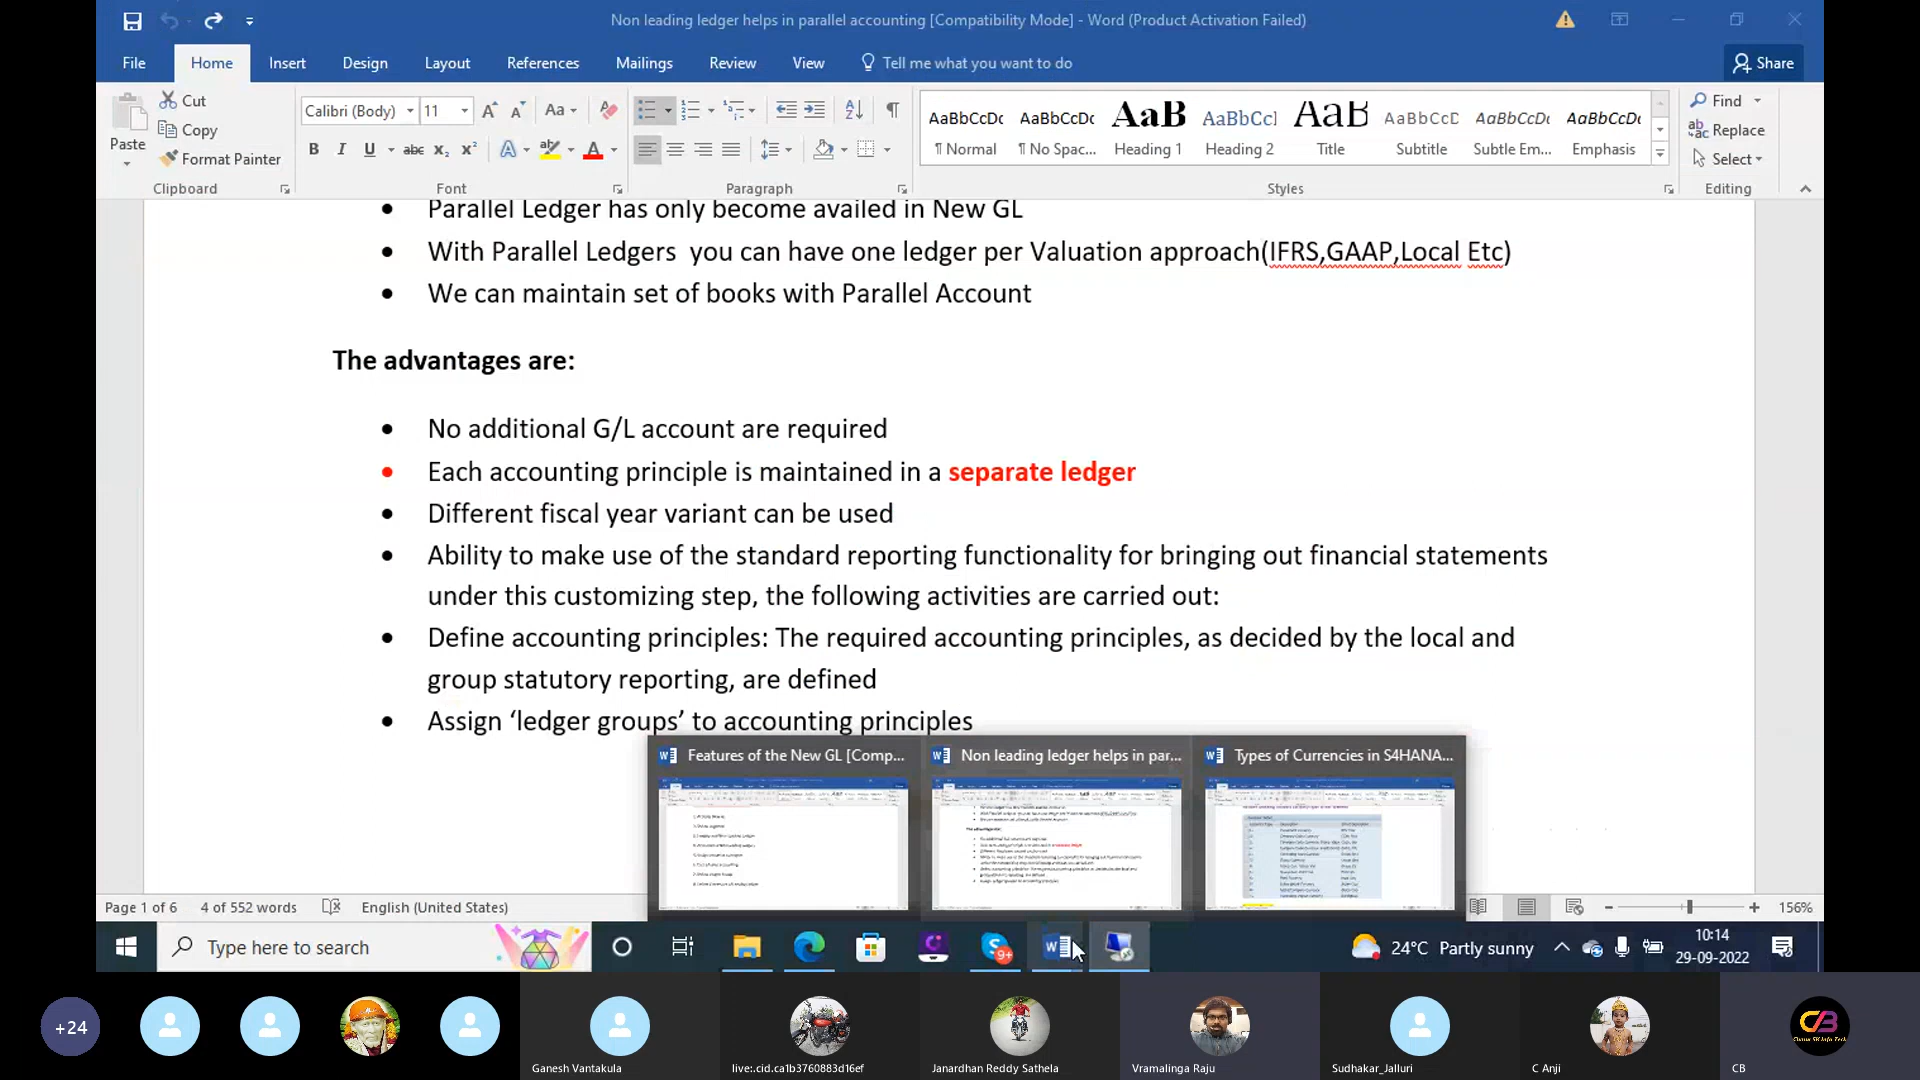 Non leading ledger helps in parallel accounting [Compatibility Mode] - Word (Product Activation Failed)
File Home Insert Design Layout References Mailings Review View Tell me what you want to do Share
Cut
Copy
Paste
Format Painter
Calibri (Body) 11
AaBbCcDc AaBbCcDc AaB AaBbCcl AaB AaBbCcD AaBbCcDc AaBbCcDc
¶ Normal ¶ No Spac... Heading 1 Heading 2 Title Subtitle Subtle Em... Emphasis
Find
Replace
Select
Clipboard Font Paragraph Styles Editing
• Parallel Ledger has only become availed in New GL
• With Parallel Ledgers you can have one ledger per Valuation approach(IFRS,GAAP,Local Etc)
• We can maintain set of books with Parallel Account
The advantages are:
• No additional G/L account are required
• Each accounting principle is maintained in a separate ledger
• Different fiscal year variant can be used
• Ability to make use of the standard reporting functionality for bringing out financial statements
under this customizing step, the following activities are carried out:
• Define accounting principles: The required accounting principles, as decided by the local and
group statutory reporting, are defined
• Assign ‘ledger groups’ to accounting principles
Features of the New GL [Comp... Non leading ledger helps in par... Types of Currencies in S4HANA...
Page 1 of 6 4 of 552 words English (United States) 156%
Type here to search
9+
24°C Partly sunny
10:14
29-09-2022
+24
CB
Ganesh Vantakula live:.cid.ca1b3760883d16ef Janardhan Reddy Sathela Vramalinga Raju Sudhakar_Jalluri C Anji CB